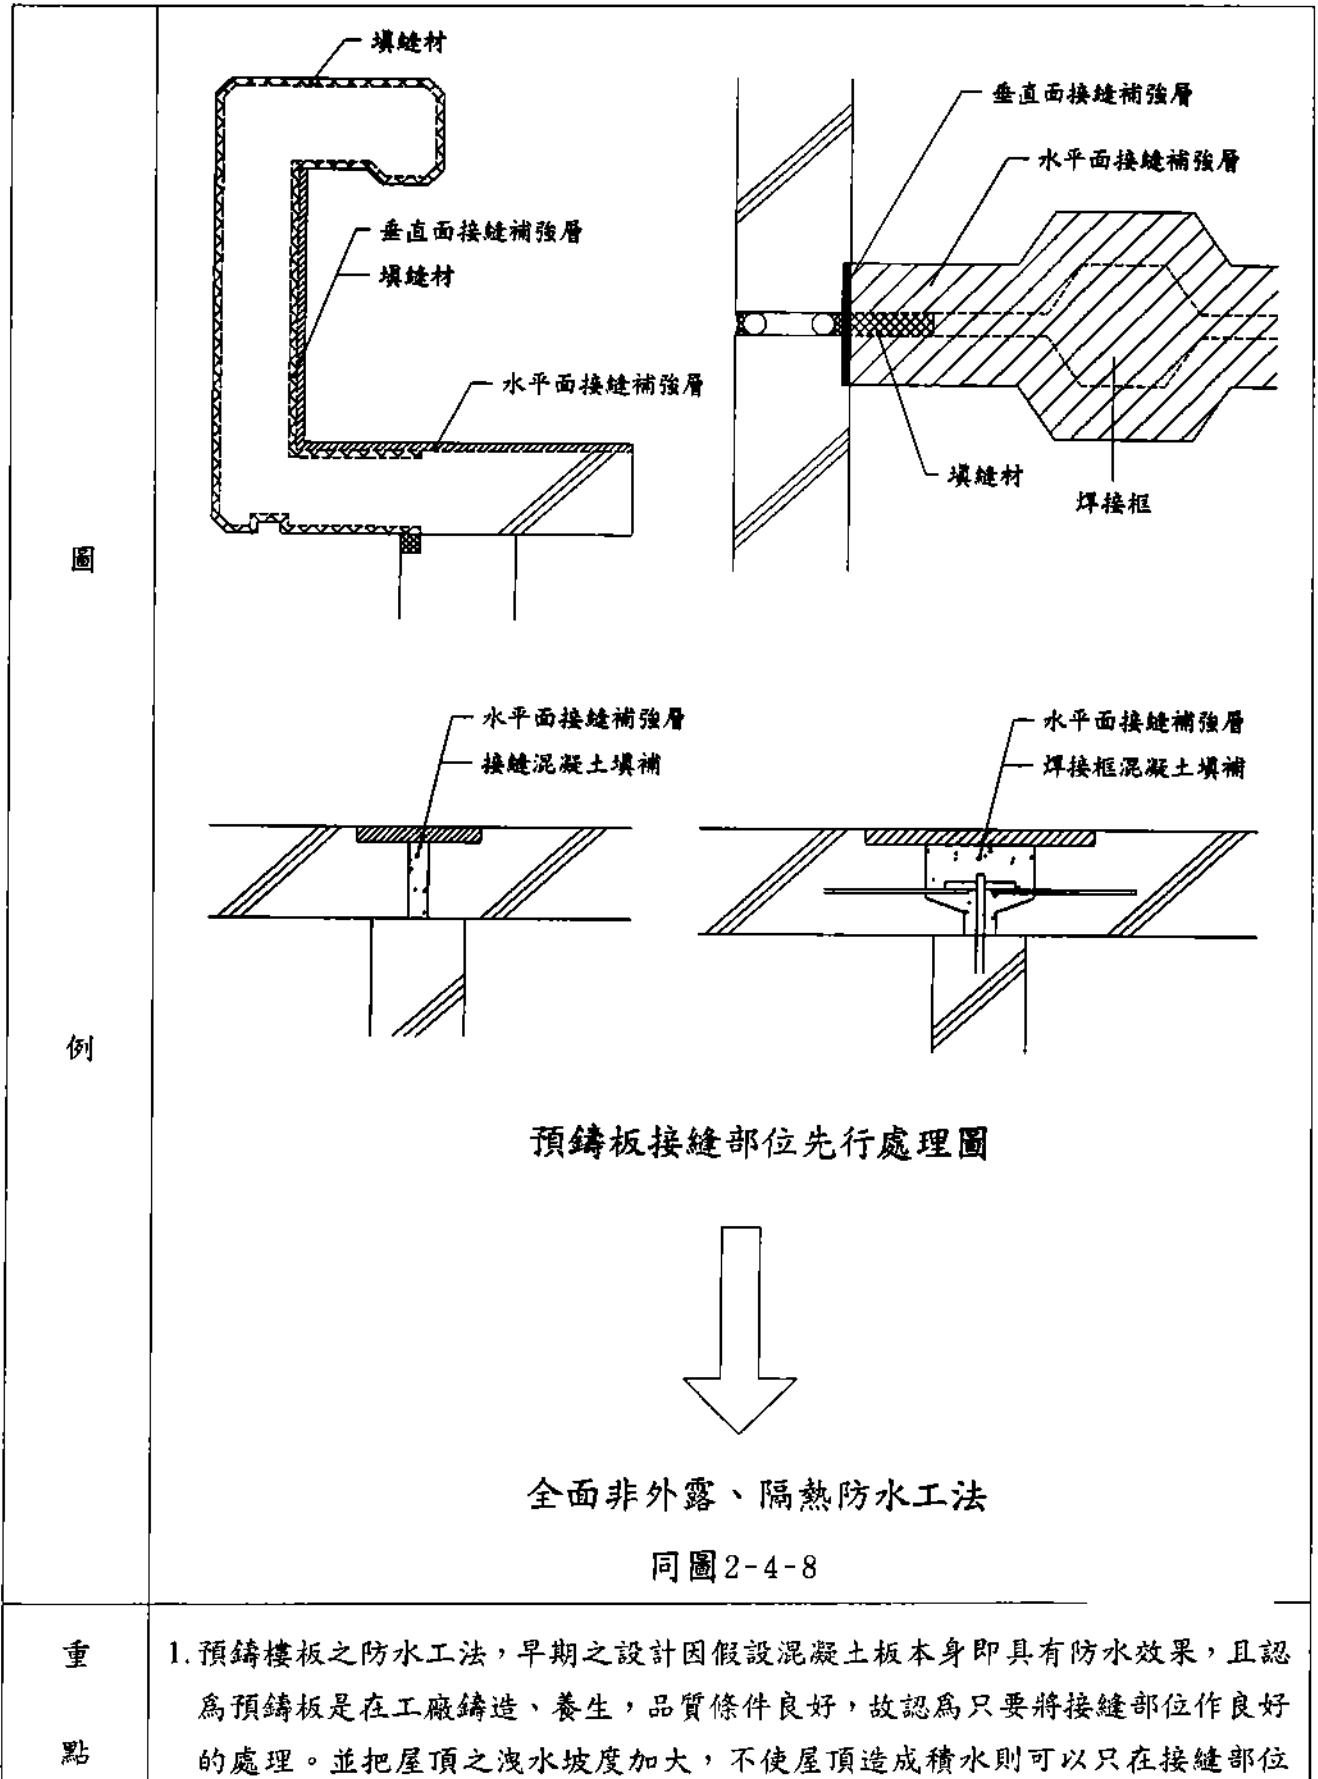 填縫材
垂直面接縫補強層
填縫材
水平面接縫補強層
垂直面接縫補強層
水平面接縫補強層
填縫材
焊接框
圖
例
水平面接縫補強層
接縫混凝土填補
水平面接縫補強層
焊接框混凝土填補
預鑄板接縫部位先行處理圖
全面非外露、隔熱防水工法
同圖2-4-8
重
點
1.預鑄樓板之防水工法，早期之設計因假設混凝土板本身即具有防水效果，且認
為預鑄板是在工廠鑄造、養生，品質條件良好，故認為只要將接縫部位作良好
的處理。並把屋頂之洩水坡度加大，不使屋頂造成積水則可以只在接縫部位